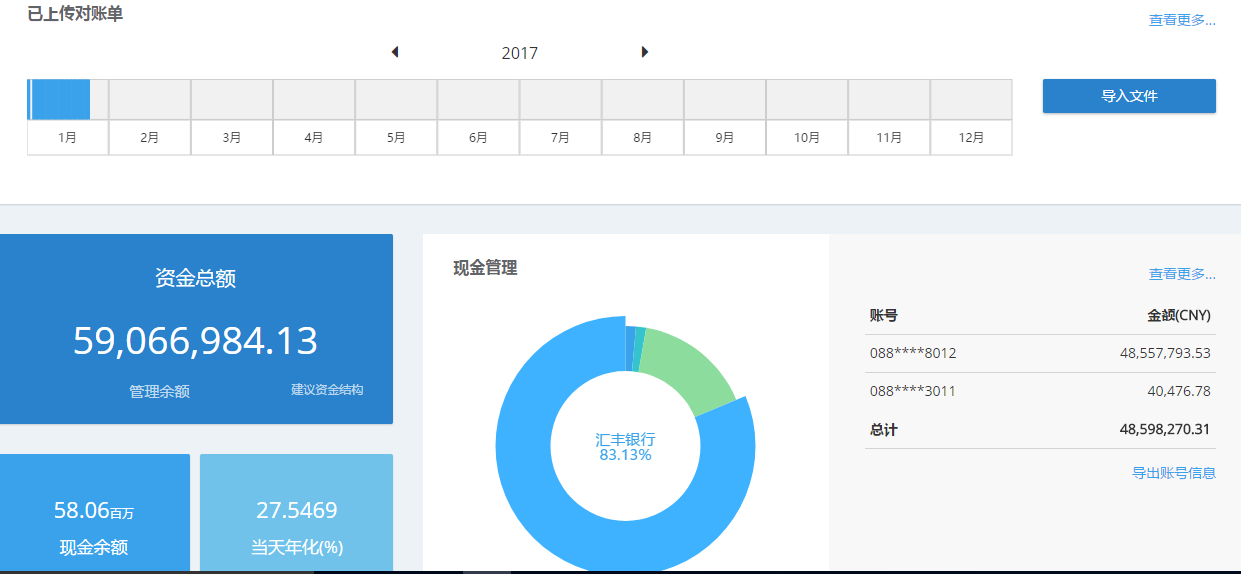 已上传对账单
查看更多...
2017
导入文件
1月 2月 3月 4月 5月 6月 7月 8月 9月 10月 11月 12月
资金总额
59,066,984.13
管理余额 建议资金结构
58.06百万
现金余额
27.5469
当天年化(%)
现金管理
汇丰银行
83.13%
查看更多...
账号 金额(CNY)
088****8012 48,557,793.53
088****3011 40,476.78
总计 48,598,270.31
导出账号信息